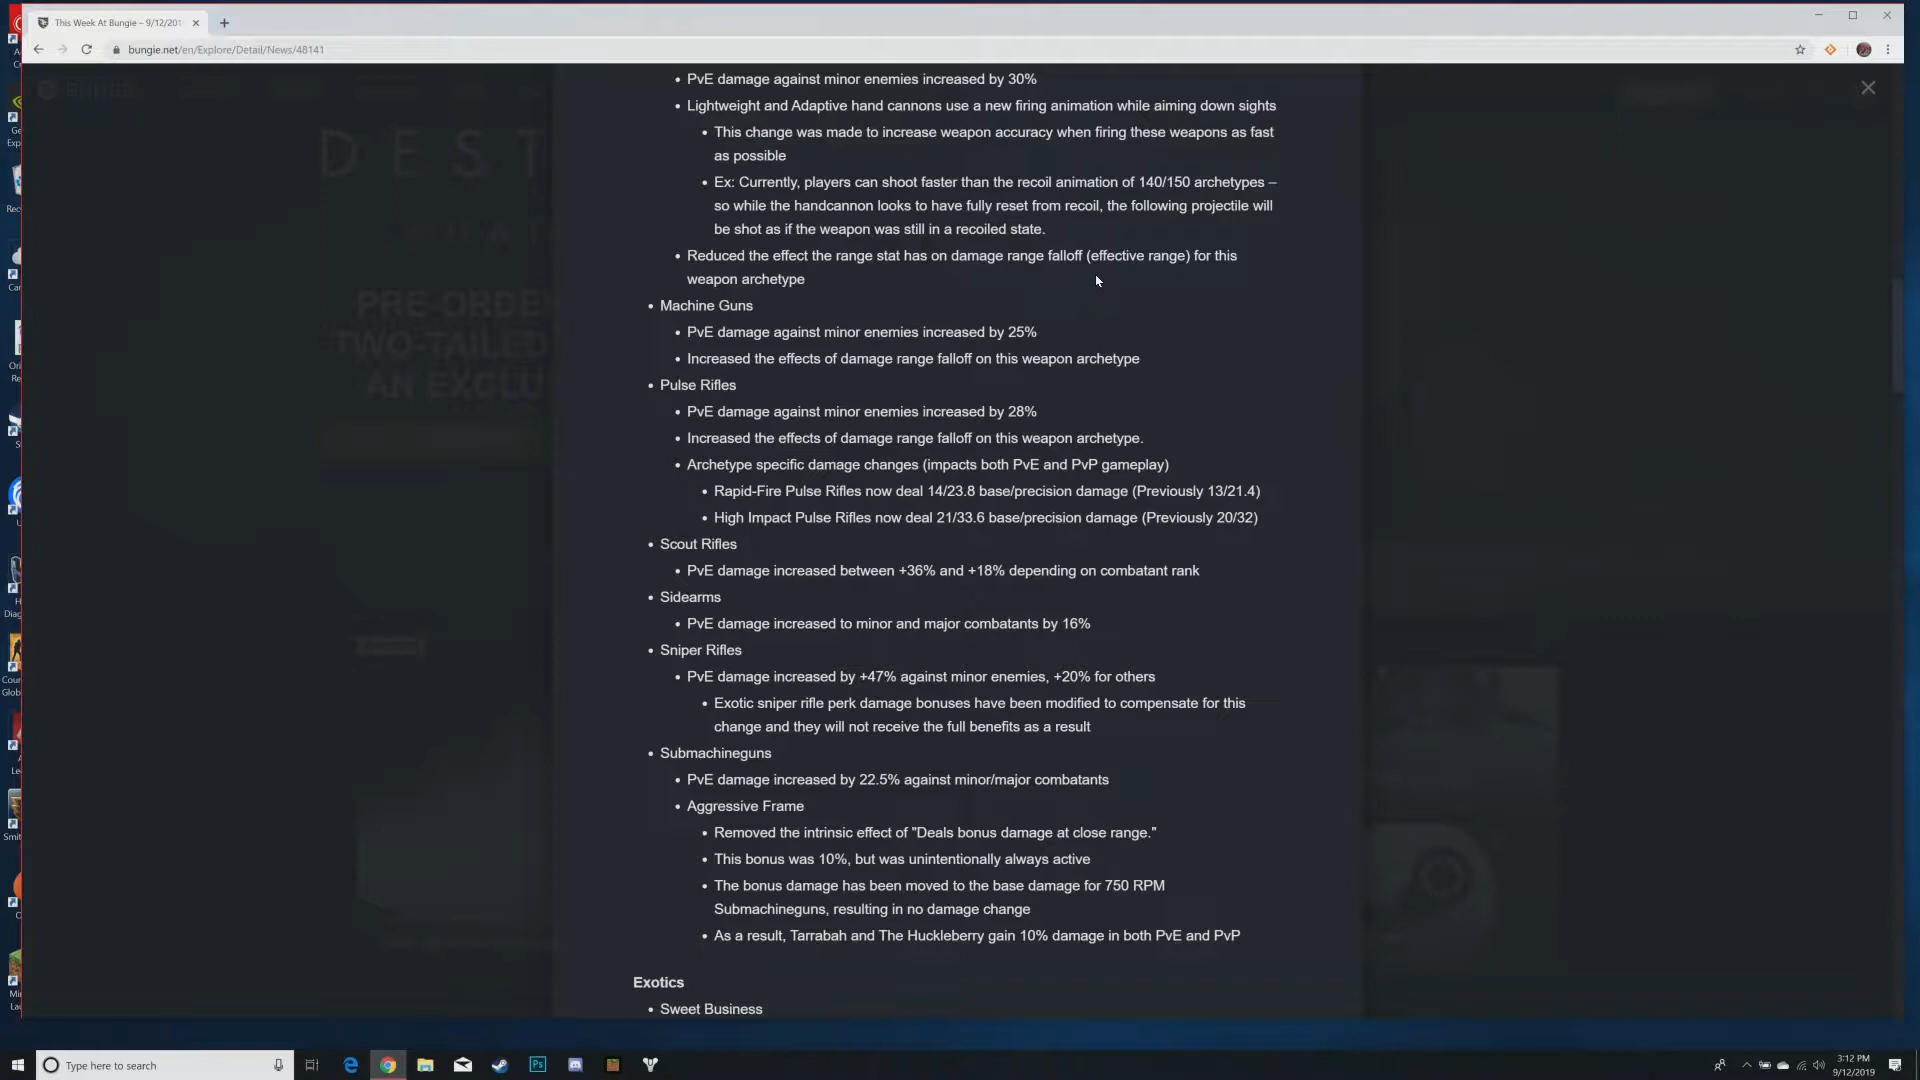 This Week At Bungie – 9/12/201
bungie.net/en/Explore/Detail/News/48141
• PvE damage against minor enemies increased by 30%
• Lightweight and Adaptive hand cannons use a new firing animation while aiming down sights
• This change was made to increase weapon accuracy when firing these weapons as fast
as possible
• Ex: Currently, players can shoot faster than the recoil animation of 140/150 archetypes –
so while the handcannon looks to have fully reset from recoil, the following projectile will
be shot as if the weapon was still in a recoiled state.
• Reduced the effect the range stat has on damage range falloff (effective range) for this
weapon archetype
• Machine Guns
• PvE damage against minor enemies increased by 25%
• Increased the effects of damage range falloff on this weapon archetype
• Pulse Rifles
• PvE damage against minor enemies increased by 28%
• Increased the effects of damage range falloff on this weapon archetype.
• Archetype specific damage changes (impacts both PvE and PvP gameplay)
• Rapid-Fire Pulse Rifles now deal 14/23.8 base/precision damage (Previously 13/21.4)
• High Impact Pulse Rifles now deal 21/33.6 base/precision damage (Previously 20/32)
• Scout Rifles
• PvE damage increased between +36% and +18% depending on combatant rank
• Sidearms
• PvE damage increased to minor and major combatants by 16%
• Sniper Rifles
• PvE damage increased by +47% against minor enemies, +20% for others
• Exotic sniper rifle perk damage bonuses have been modified to compensate for this
change and they will not receive the full benefits as a result
• Submachineguns
• PvE damage increased by 22.5% against minor/major combatants
• Aggressive Frame
• Removed the intrinsic effect of "Deals bonus damage at close range."
• This bonus was 10%, but was unintentionally always active
• The bonus damage has been moved to the base damage for 750 RPM
Submachineguns, resulting in no damage change
• As a result, Tarrabah and The Huckleberry gain 10% damage in both PvE and PvP
Exotics
• Sweet Business
DEST
PRE-ORDE
TWO-TAILED
AN EXCLU
Type here to search
Ps
3:12 PM
9/12/2019